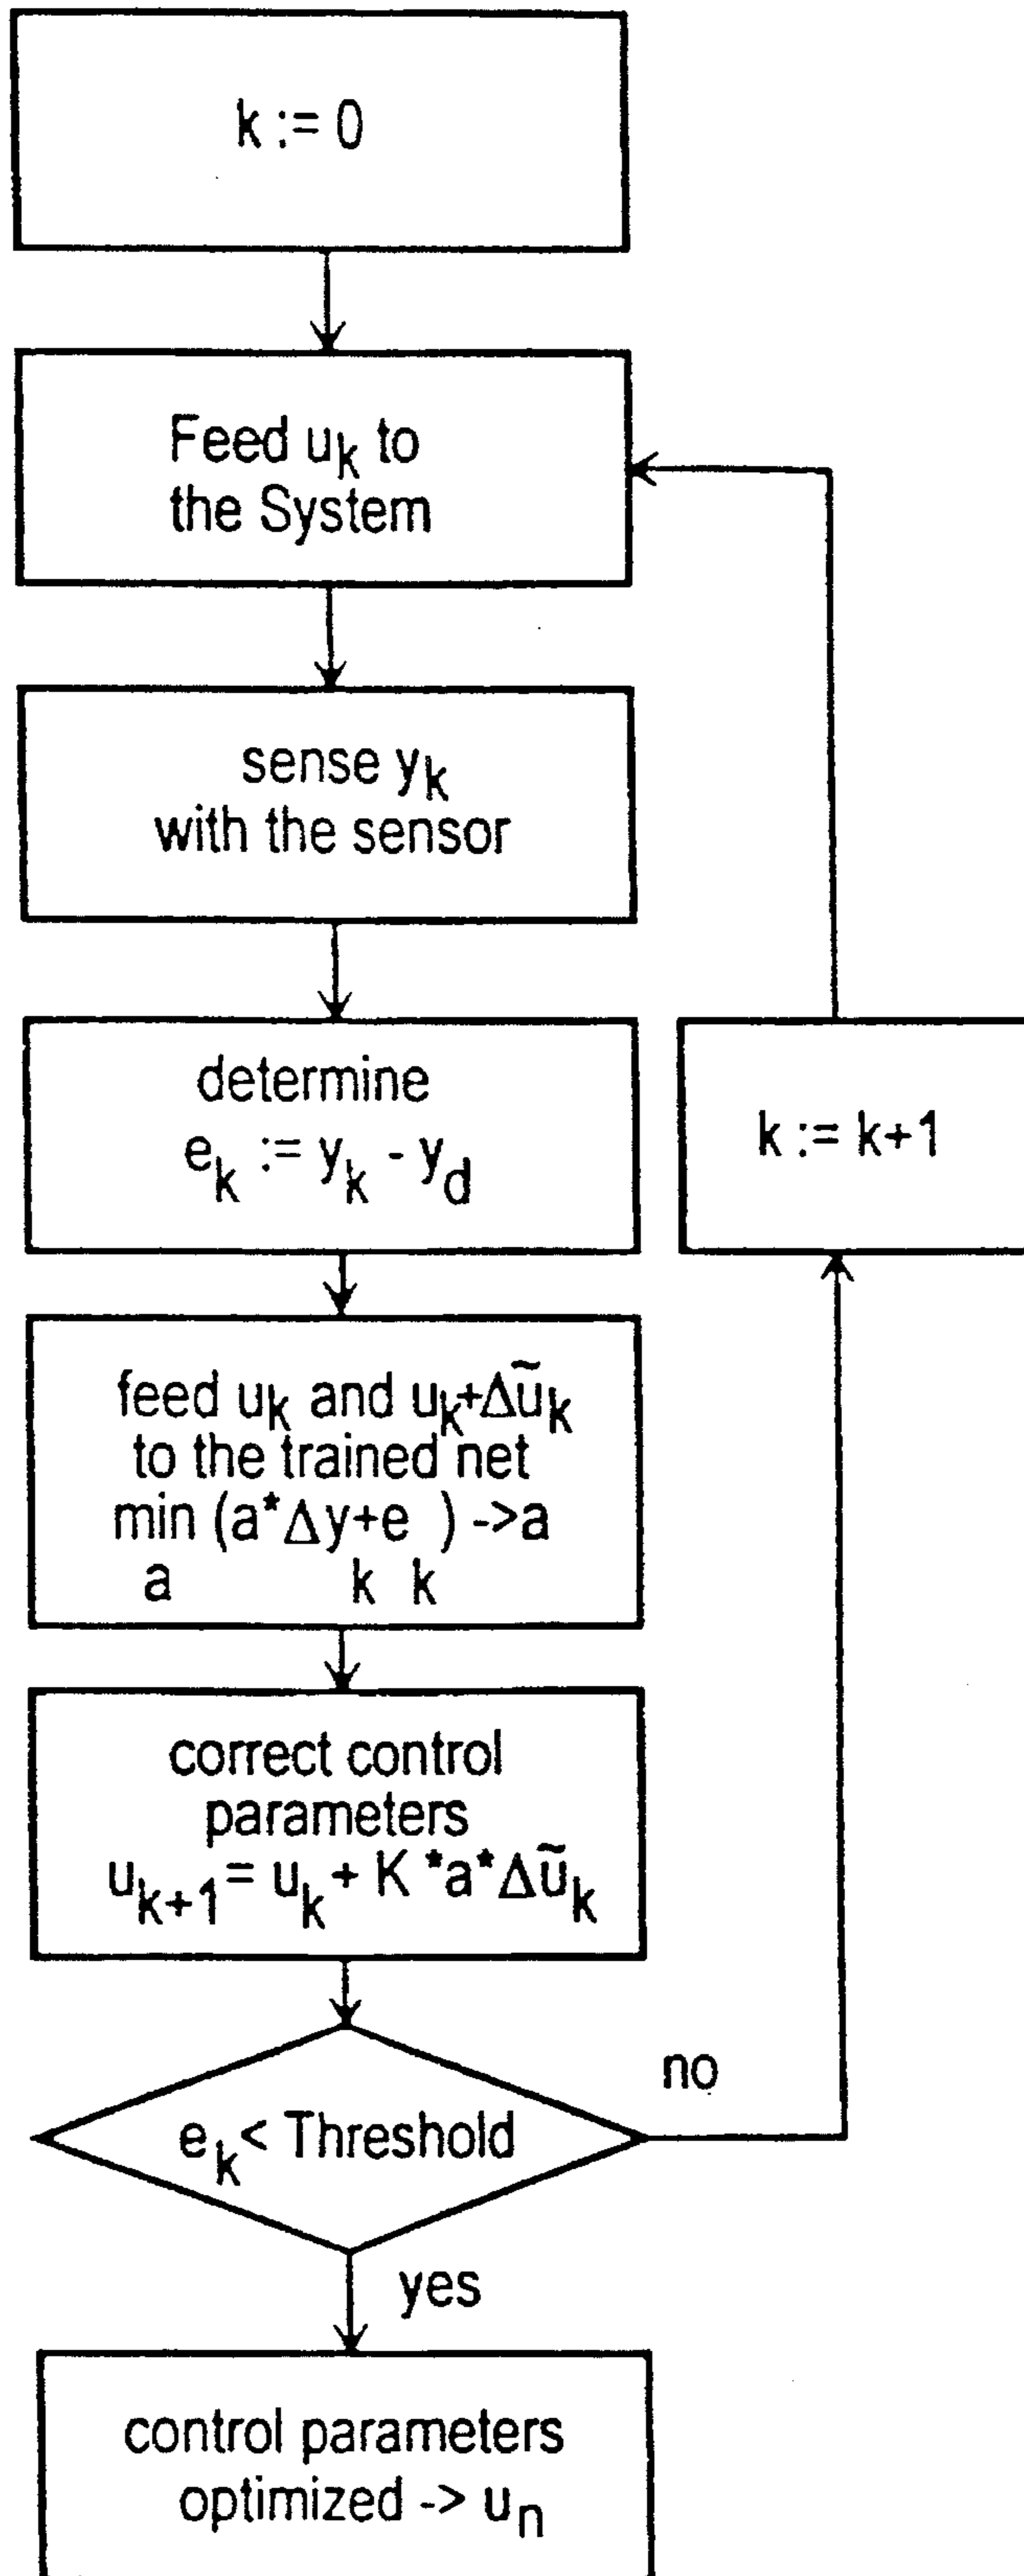 k := 0
Feed uk to
the System
sense yk
with the sensor
determine
ek := yk - yd
k := k+1
feed uk and uk+Δũk
to the trained net
min (a*Δy+e ) ->a
a k k
correct control
parameters
uk+1 = uk + K *a*Δũk
no
ek< Threshold
yes
control parameters
optimized -> un